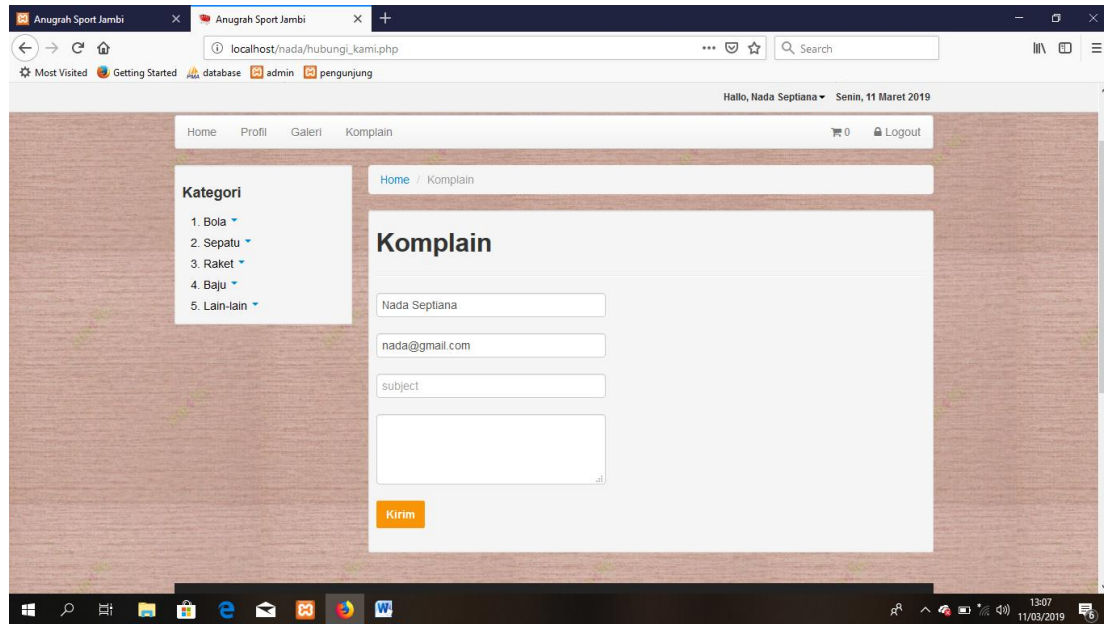 Anugrah Sport Jambi
Anugrah Sport Jambi
localhost/nada/hubungi_kami.php
Search
Most Visited Getting Started database admin pengunjung
Hallo, Nada Septiana Senin, 11 Maret 2019
Home Profil Galeri Komplain 0 Logout
Home / Komplain
Kategori
1. Bola
2. Sepatu
3. Raket
4. Baju
5. Lain-lain
Komplain
Nada Septiana
nada@gmail.com
subject
Kirim
13:07
11/03/2019
6